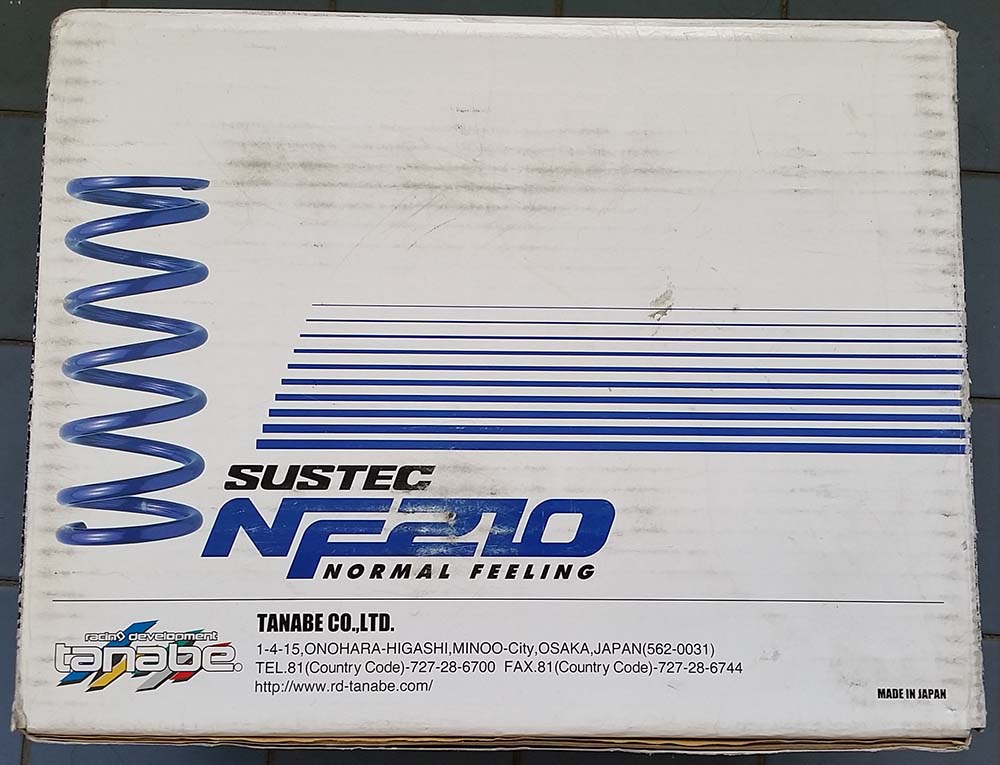 SUSTEC
NF210
NORMAL FEELING
racing development
tanabe.
TANABE CO.,LTD.
1-4-15,ONOHARA-HIGASHI,MINOO-City,OSAKA,JAPAN(562-0031)
TEL.81(Country Code)-727-28-6700 FAX.81(Country Code)-727-28-6744
http://www.rd-tanabe.com/
MADE IN JAPAN